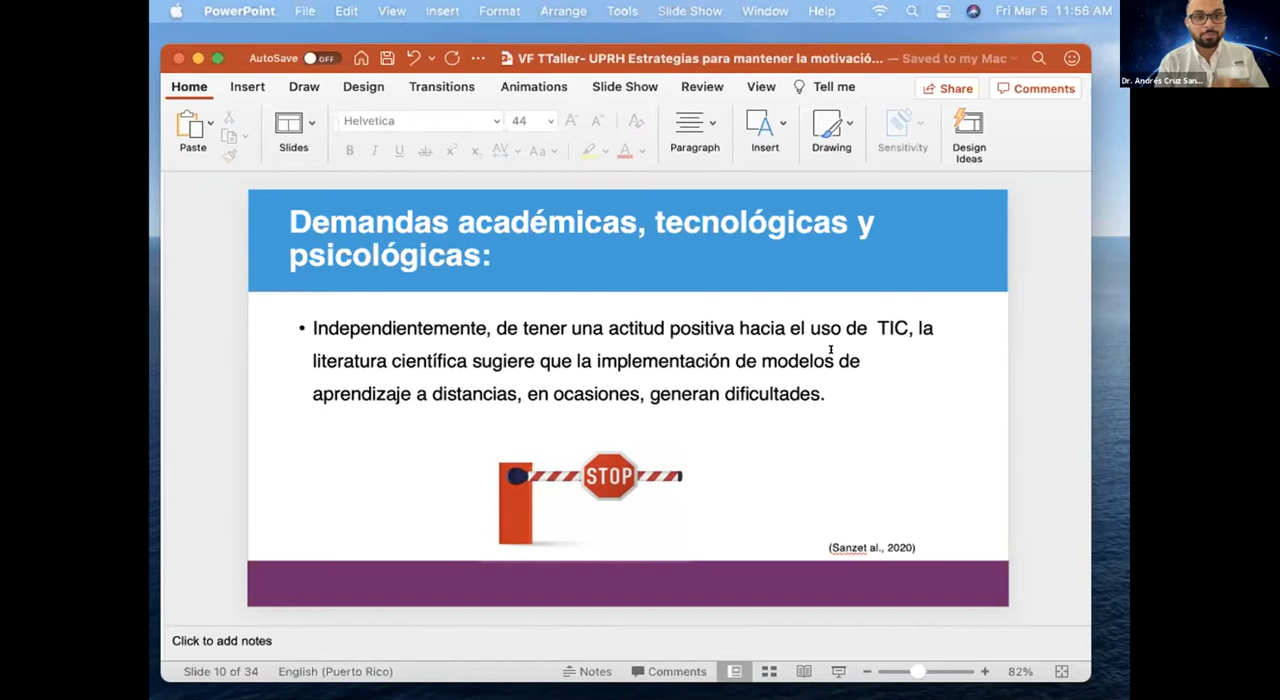 PowerPoint File Edit View Insert Format Arrange Tools Slide Show Window Help Fri Mar 5 11:56 AM
Dr. Andrés Cruz San...
AutoSave OFF VF TTaller- UPRH Estrategias para mantener la motivació... — Saved to my Mac
Home Insert Draw Design Transitions Animations Slide Show Review View Tell me Share Comments
Helvetica 44
Paste Slides Paragraph Insert Drawing Sensitivity Design
Ideas
Demandas académicas, tecnológicas y
psicológicas:
• Independientemente, de tener una actitud positiva hacia el uso de TIC, la
literatura científica sugiere que la implementación de modelos de
aprendizaje a distancias, en ocasiones, generan dificultades.
STOP
(Sanzet al., 2020)
Click to add notes
Slide 10 of 34 English (Puerto Rico) Notes Comments 82%